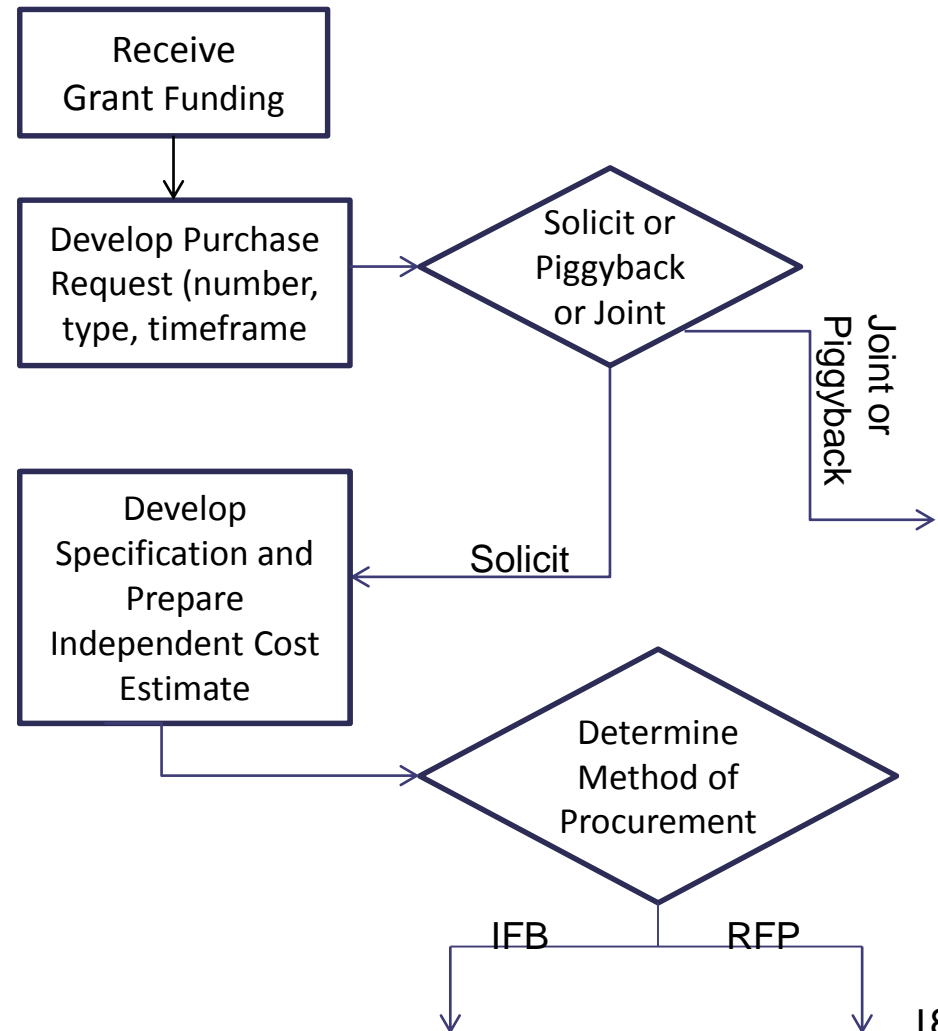 Receive
Grant Funding
Develop Purchase
Request (number,
type, timeframe
Solicit or
Piggyback
or Joint
Joint or
Piggyback
Develop
Specification and
Prepare
Independent Cost
Estimate
Solicit
Determine
Method of
Procurement
IFB
RFP